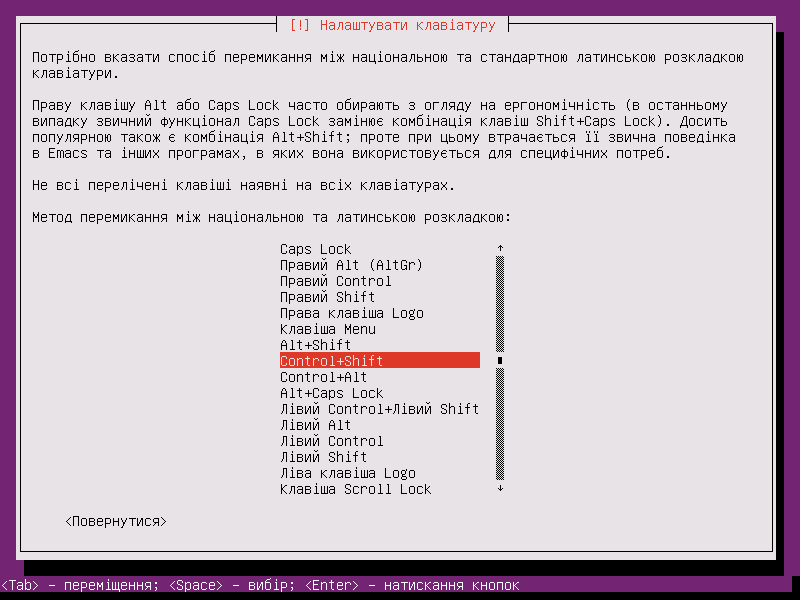 [!] Налаштувати клавіатуру
Потрібно вказати спосіб перемикання між національною та стандартною латинською розкладкою
клавіатури.
Праву клавішу Alt або Caps Lock часто обирають з огляду на ергономічність (в останньому
випадку звичний функціонал Caps Lock замінює комбінація клавіш Shift+Caps Lock). Досить
популярною також є комбінація Alt+Shift; проте при цьому втрачається її звична поведінка
в Emacs та інших програмах, в яких вона використовується для специфічних потреб.
Не всі перелічені клавіші наявні на всіх клавіатурах.
Метод перемикання між національною та латинською розкладкою:
Caps Lock
Правий Alt (AltGr)
Правий Control
Правий Shift
Права клавіша Logo
Клавіша Menu
Alt+Shift
Control+Shift
Control+Alt
Alt+Caps Lock
Лівий Control+Лівий Shift
Лівий Alt
Лівий Control
Лівий Shift
Ліва клавіша Logo
Клавіша Scroll Lock
<Повернутися>
<Tab> – переміщення; <Space> – вибір; <Enter> – натискання кнопок